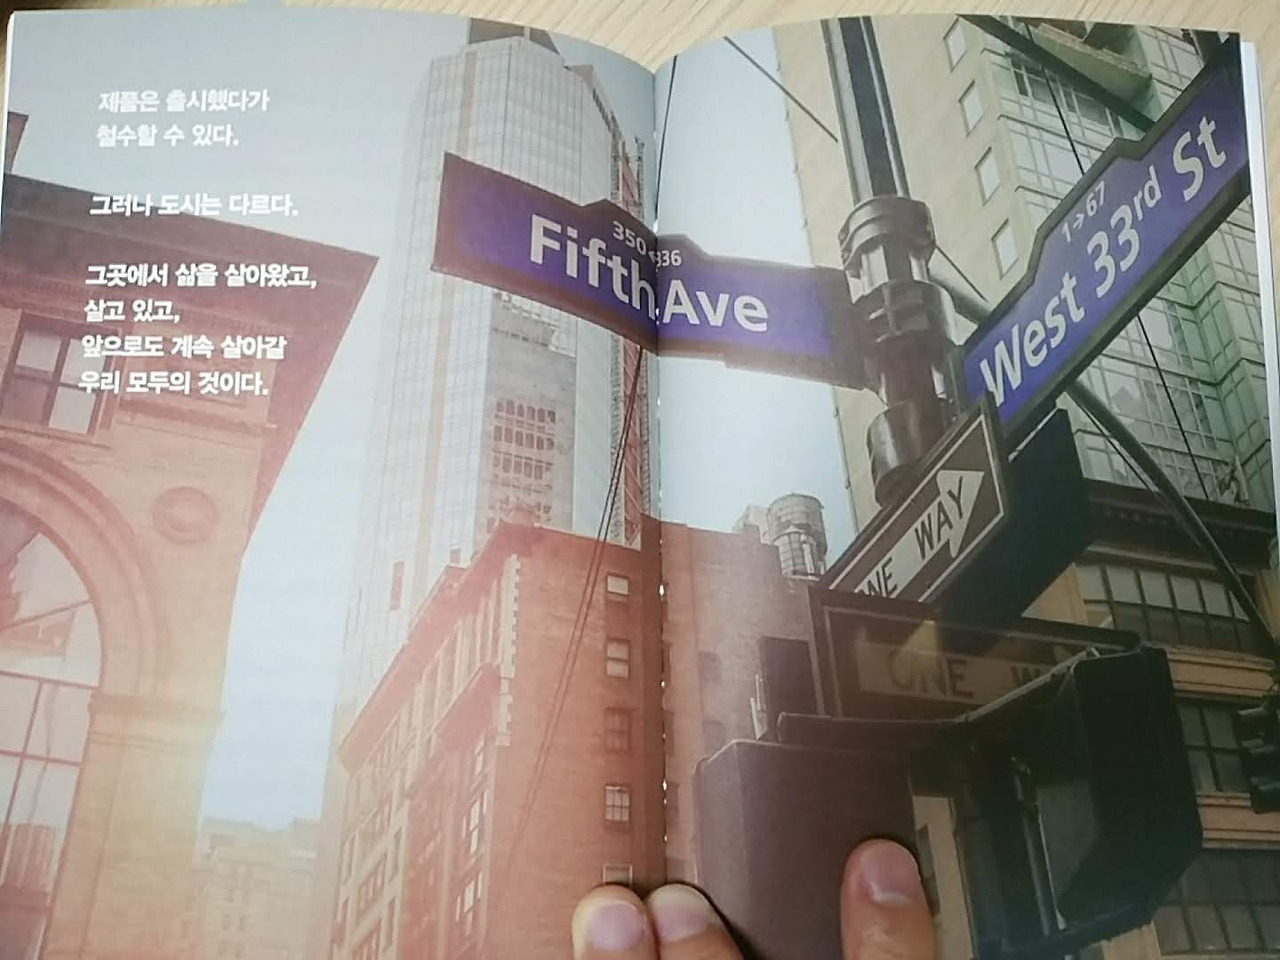 제품은 출시했다가
철수할 수 있다.
그러나 도시는 다르다.
그곳에서 삶을 살아왔고,
살고 있고,
앞으로도 계속 살아갈
우리 모두의 것이다.
350
336
Fifth Ave
1→67
West 33rd St
ONE WAY
ONE W